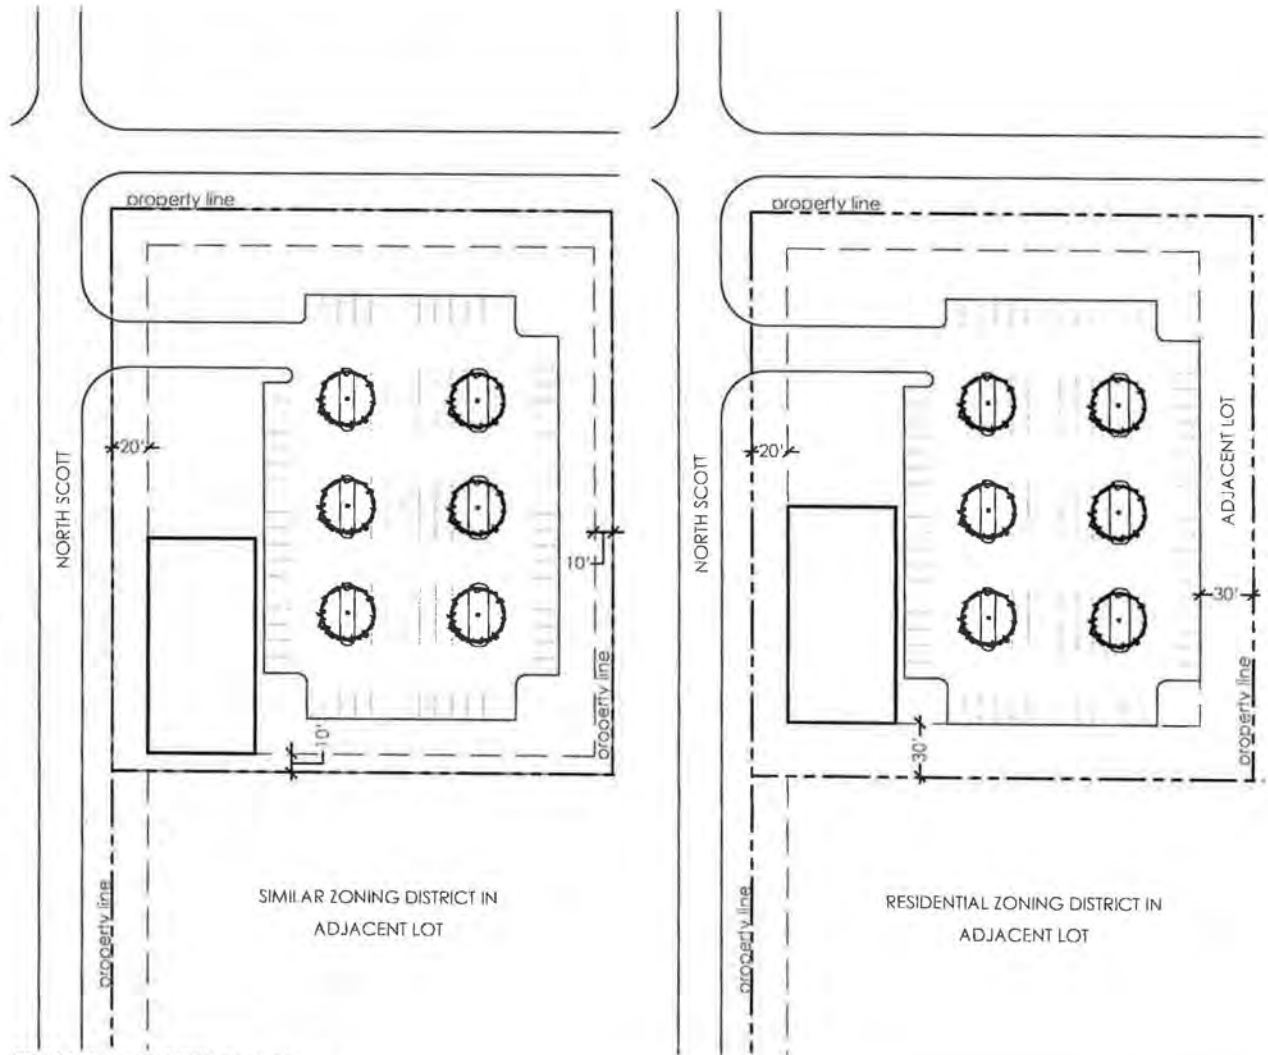 property line
20'
NORTH SCOTT
10'
property line
10'
property line
SIMILAR ZONING DISTRICT IN
ADJACENT LOT
property line
20'
NORTH SCOTT
ADJACENT LOT
30'
property line
30'
property line
RESIDENTIAL ZONING DISTRICT IN
ADJACENT LOT